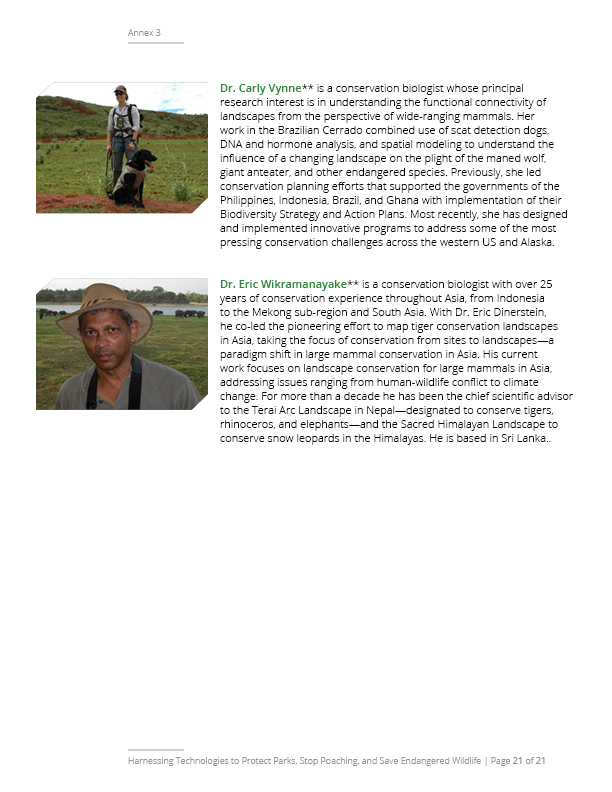 Annex 3
Dr. Carly Vynne** is a conservation biologist whose principal
research interest is in understanding the functional connectivity of
landscapes from the perspective of wide-ranging mammals. Her
work in the Brazilian Cerrado combined use of scat detection dogs,
DNA and hormone analysis, and spatial modeling to understand the
influence of a changing landscape on the plight of the maned wolf,
giant anteater, and other endangered species. Previously, she led
conservation planning efforts that supported the governments of the
Philippines, Indonesia, Brazil, and Ghana with implementation of their
Biodiversity Strategy and Action Plans. Most recently, she has designed
and implemented innovative programs to address some of the most
pressing conservation challenges across the western US and Alaska.
Dr. Eric Wikramanayake** is a conservation biologist with over 25
years of conservation experience throughout Asia, from Indonesia
to the Mekong sub-region and South Asia. With Dr. Eric Dinerstein,
he co-led the pioneering effort to map tiger conservation landscapes
in Asia, taking the focus of conservation from sites to landscapes—a
paradigm shift in large mammal conservation in Asia. His current
work focuses on landscape conservation for large mammals in Asia,
addressing issues ranging from human-wildlife conflict to climate
change. For more than a decade he has been the chief scientific advisor
to the Terai Arc Landscape in Nepal—designated to conserve tigers,
rhinoceros, and elephants—and the Sacred Himalayan Landscape to
conserve snow leopards in the Himalayas. He is based in Sri Lanka..
Harnessing Technologies to Protect Parks, Stop Poaching, and Save Endangered Wildlife | Page 21 of 21